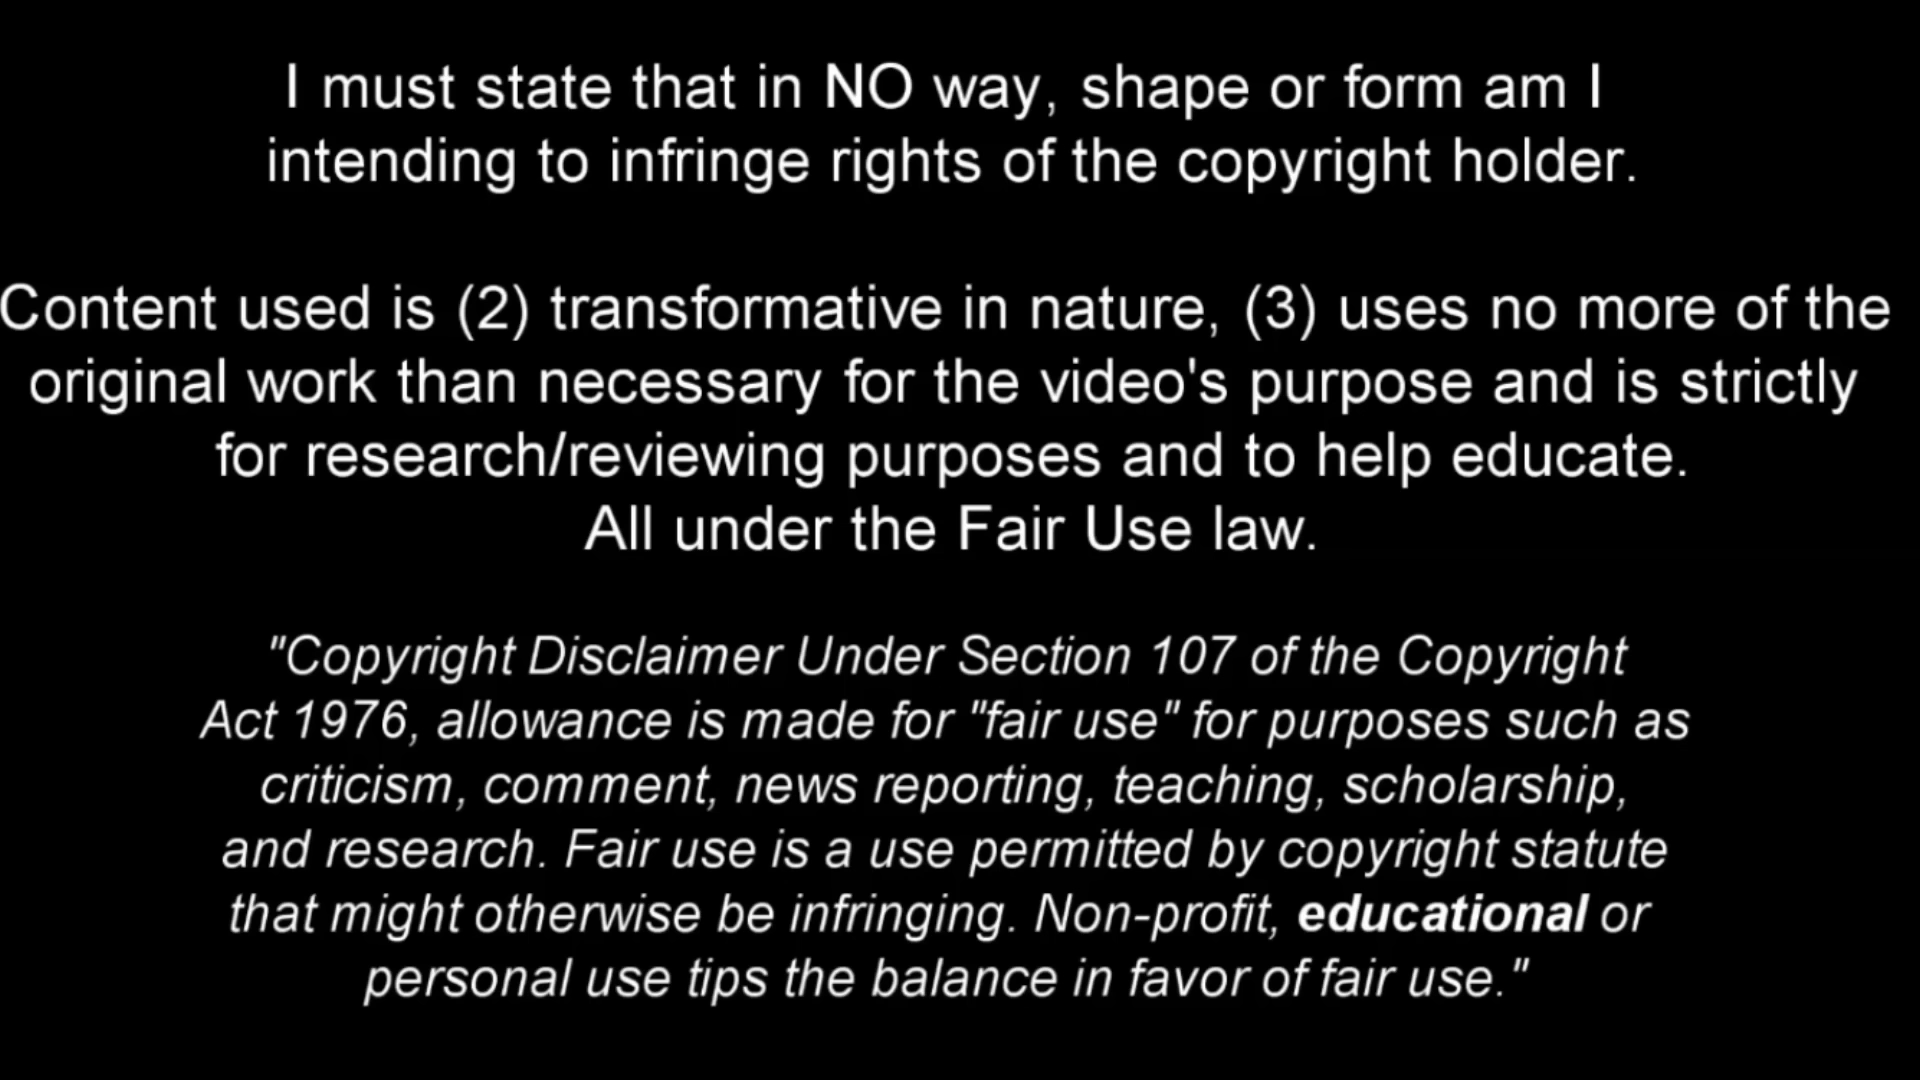 I must state that in NO way, shape or form am I
intending to infringe rights of the copyright holder.
Content used is (2) transformative in nature, (3) uses no more of the
original work than necessary for the video's purpose and is strictly
for research/reviewing purposes and to help educate.
All under the Fair Use law.
"Copyright Disclaimer Under Section 107 of the Copyright
Act 1976, allowance is made for "fair use" for purposes such as
criticism, comment, news reporting, teaching, scholarship,
and research. Fair use is a use permitted by copyright statute
that might otherwise be infringing. Non-profit, educational or
personal use tips the balance in favor of fair use."